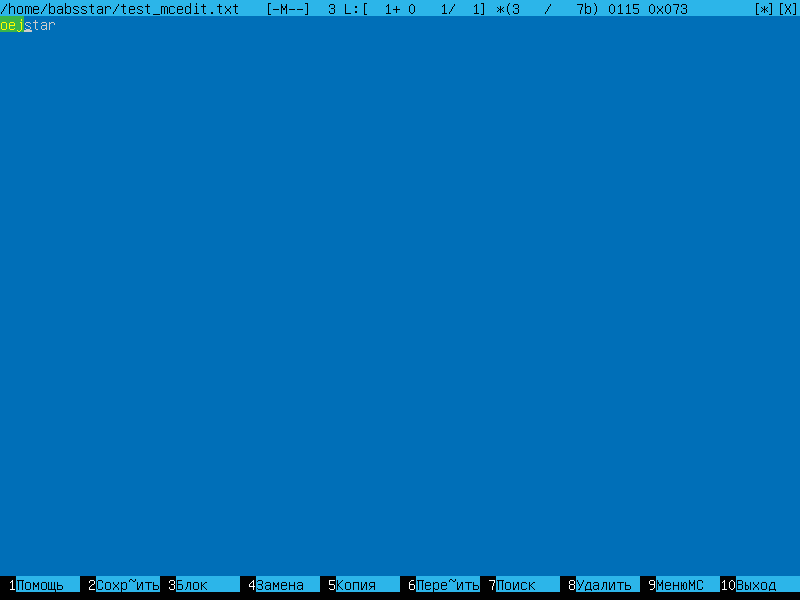 /home/babsstar/test_mcedit.txt [-M--] 3 L:[ 1+ 0 1/ 1] *(3 / 7b) 0115 0x073 [*][X]
oejstar
1Помощь 2Сохр~ить 3Блок 4Замена 5Копия 6Пере~ить 7Поиск 8Удалить 9МенюMC 10Выход